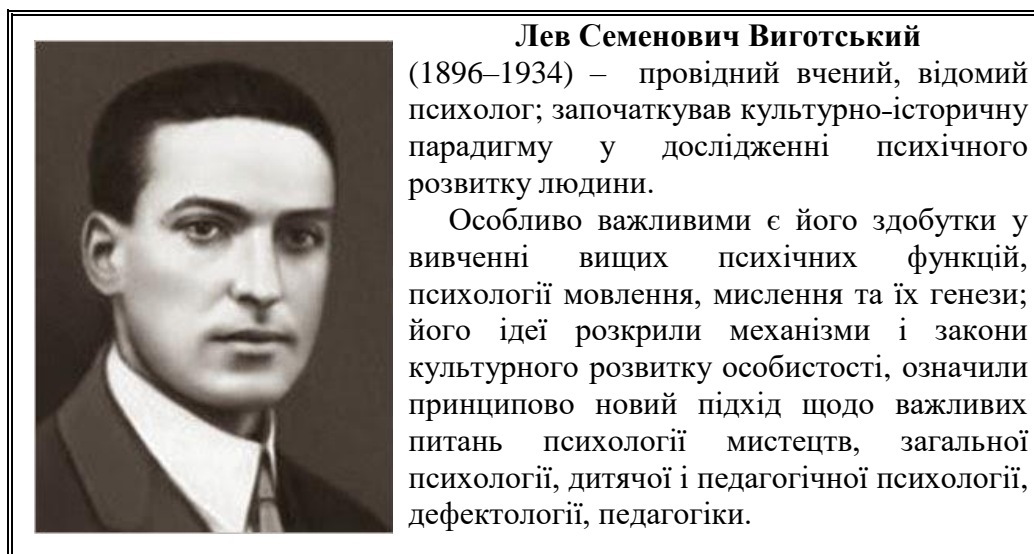 Лев Семенович Виготський
(1896–1934) – провідний вчений, відомий
психолог; започаткував культурно-історичну
парадигму у дослідженні психічного
розвитку людини.
Особливо важливими є його здобутки у
вивченні вищих психічних функцій,
психології мовлення, мислення та їх генези;
його ідеї розкрили механізми і закони
культурного розвитку особистості, означили
принципово новий підхід щодо важливих
питань психології мистецтв, загальної
психології, дитячої і педагогічної психології,
дефектології, педагогіки.